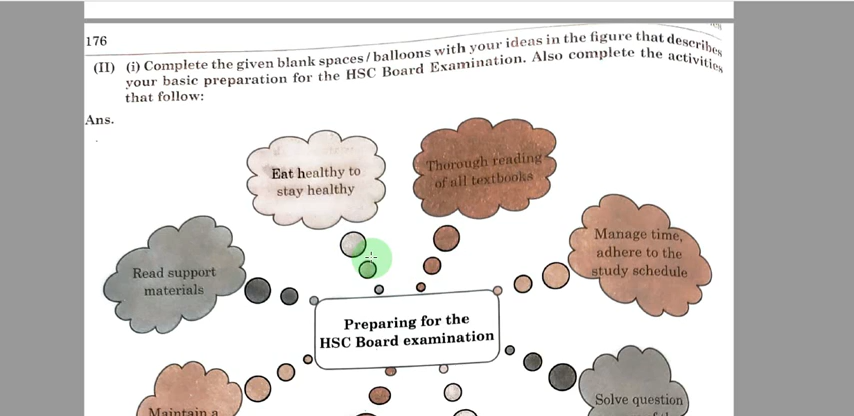 176
(II) (i) Complete the given blank spaces / balloons with your ideas in the figure that describes
your basic preparation for the HSC Board Examination. Also complete the activities
that follow:
Ans.
Eat healthy to
stay healthy
Thorough reading
of all textbooks
Manage time,
adhere to the
study schedule
Read support
materials
Preparing for the
HSC Board examination
Solve question
Maintain a